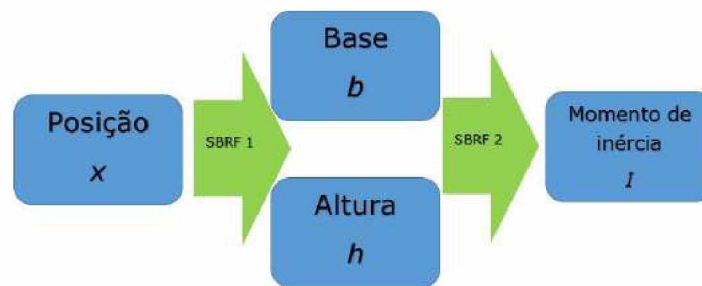 Posição
x
SBRF 1
Base
b
Altura
h
SBRF 2
Momento de
inércia
I